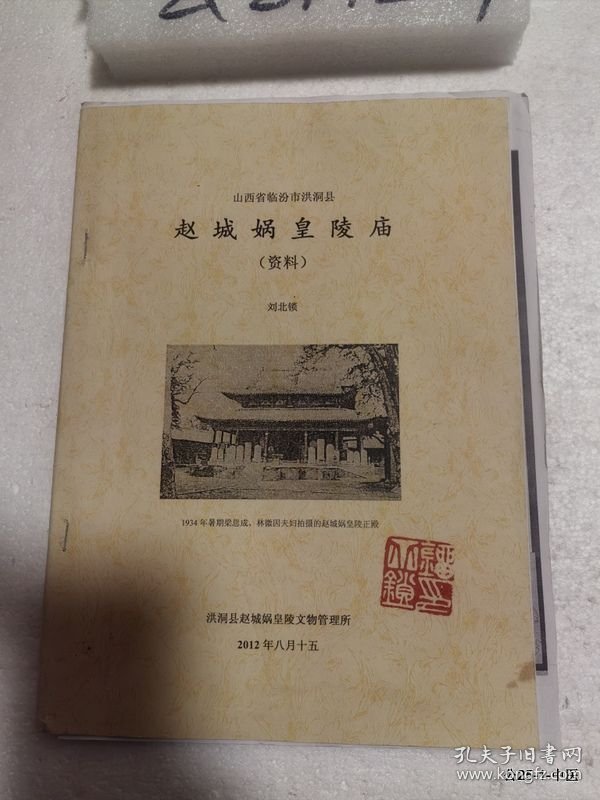 山西省临汾市洪洞县
赵城娲皇陵庙
（资料）
刘北锁
1934年暑期梁思成、林徽因夫妇拍摄的赵城娲皇陵正殿
洪洞县赵城娲皇陵文物管理所
2012年八月十五
孔夫子旧书网
www.kongfz.com